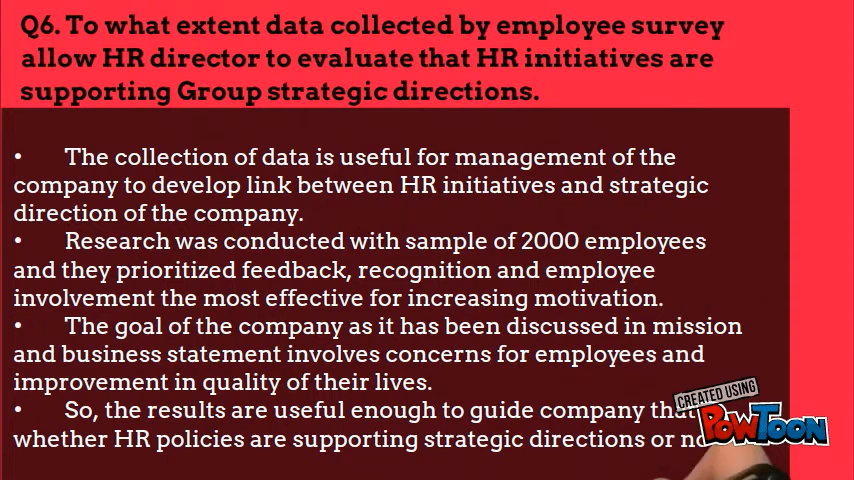 Q6. To what extent data collected by employee survey
allow HR director to evaluate that HR initiatives are
supporting Group strategic directions.
• The collection of data is useful for management of the
company to develop link between HR initiatives and strategic
direction of the company.
• Research was conducted with sample of 2000 employees
and they prioritized feedback, recognition and employee
involvement the most effective for increasing motivation.
• The goal of the company as it has been discussed in mission
and business statement involves concerns for employees and
improvement in quality of their lives.
• So, the results are useful enough to guide company
whether HR policies are supporting strategic directions or
CREATED USING
POWTOON